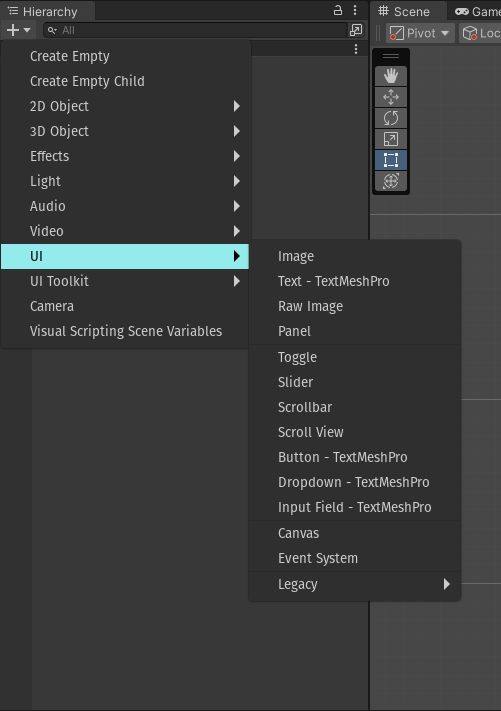 Hierarchy
Scene
Game
All
Pivot
Loc
Create Empty
Create Empty Child
2D Object
3D Object
Effects
Light
Audio
Video
UI
UI Toolkit
Camera
Visual Scripting Scene Variables
Image
Text - TextMeshPro
Raw Image
Panel
Toggle
Slider
Scrollbar
Scroll View
Button - TextMeshPro
Dropdown - TextMeshPro
Input Field - TextMeshPro
Canvas
Event System
Legacy